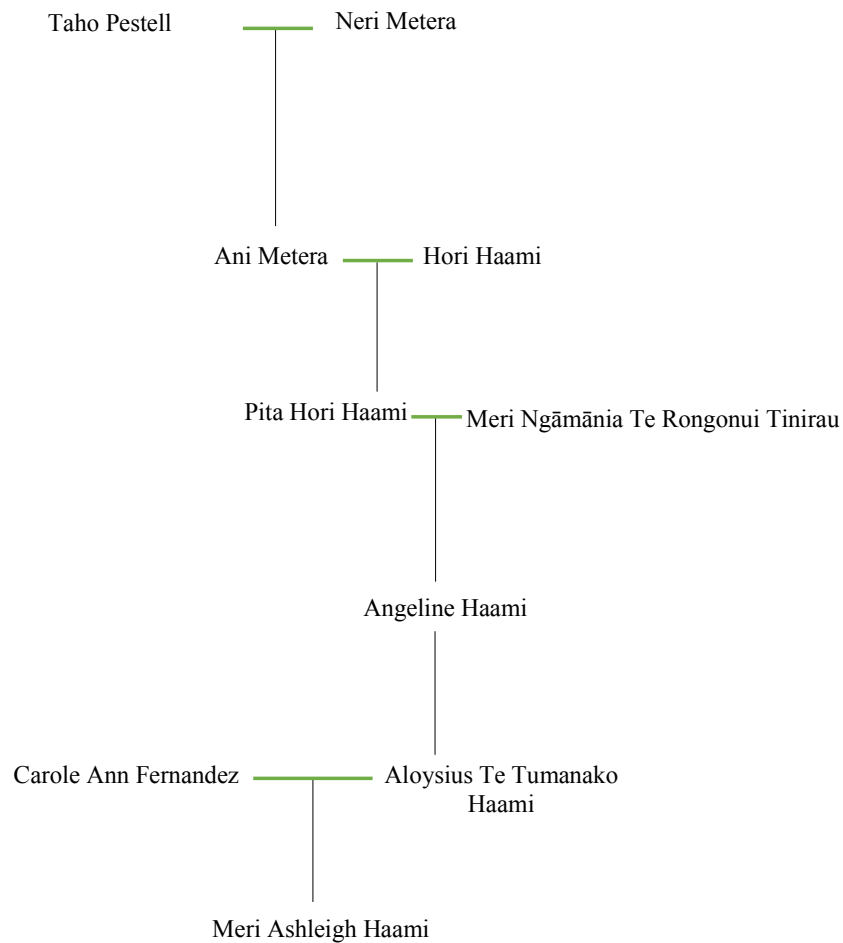 Taho Pestell
Neri Metera
Ani Metera
Hori Haami
Pita Hori Haami
Meri Ngāmānia Te Rongonui Tinirau
Angeline Haami
Carole Ann Fernandez
Aloysius Te Tumanako
Haami
Meri Ashleigh Haami